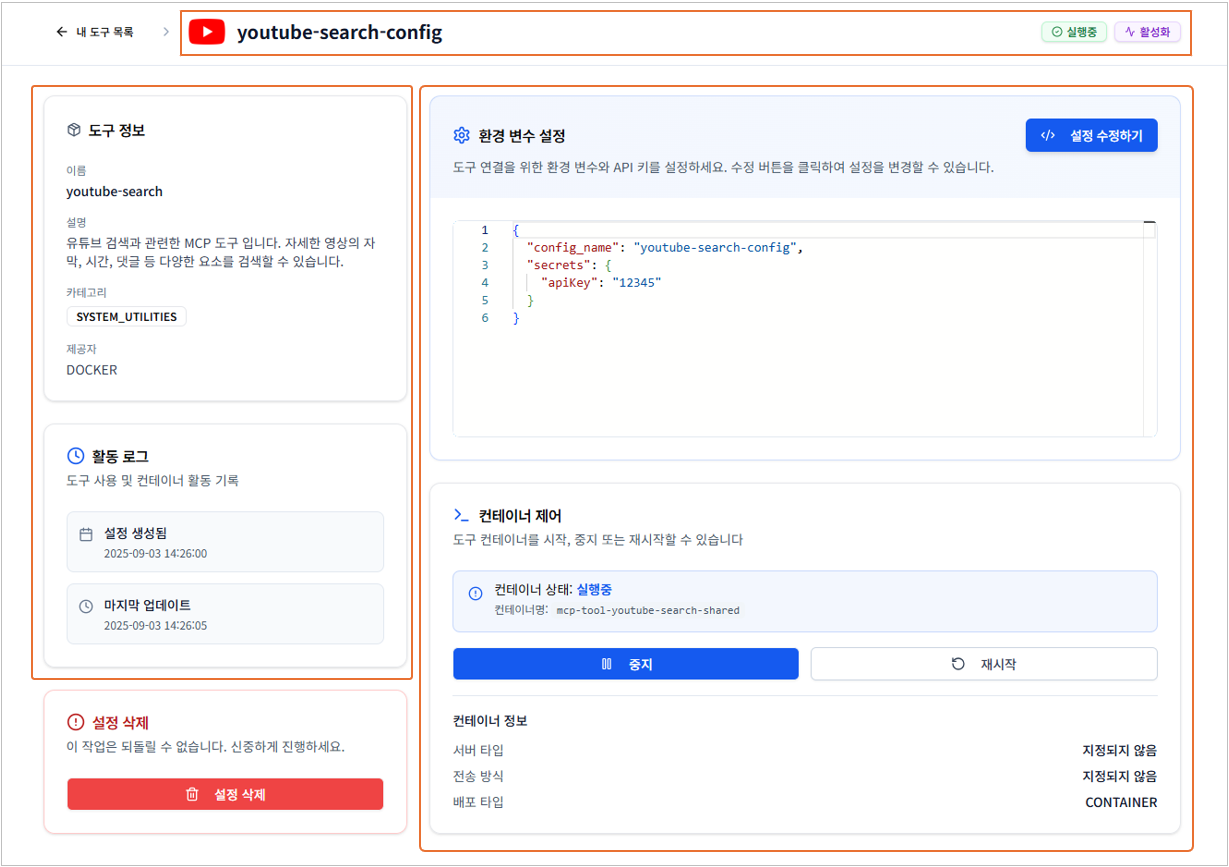 내 도구 목록
youtube-search-config
실행중
활성화
도구 정보
이름
youtube-search
설명
유튜브 검색과 관련한 MCP 도구 입니다. 자세한 영상의 자
막, 시간, 댓글 등 다양한 요소를 검색할 수 있습니다.
카테고리
SYSTEM_UTILITIES
제공자
DOCKER
활동 로그
도구 사용 및 컨테이너 활동 기록
설정 생성됨
2025-09-03 14:26:00
마지막 업데이트
2025-09-03 14:26:05
설정 삭제
이 작업은 되돌릴 수 없습니다. 신중하게 진행하세요.
설정 삭제
환경 변수 설정
</> 설정 수정하기
도구 연결을 위한 환경 변수와 API 키를 설정하세요. 수정 버튼을 클릭하여 설정을 변경할 수 있습니다.
1 {
2 "config_name": "youtube-search-config",
3 "secrets": {
4 "apiKey": "12345"
5 }
6 }
컨테이너 제어
도구 컨테이너를 시작, 중지 또는 재시작할 수 있습니다
컨테이너 상태: 실행중
컨테이너명: mcp-tool-youtube-search-shared
중지
재시작
컨테이너 정보
서버 타입 지정되지 않음
전송 방식 지정되지 않음
배포 타입 CONTAINER